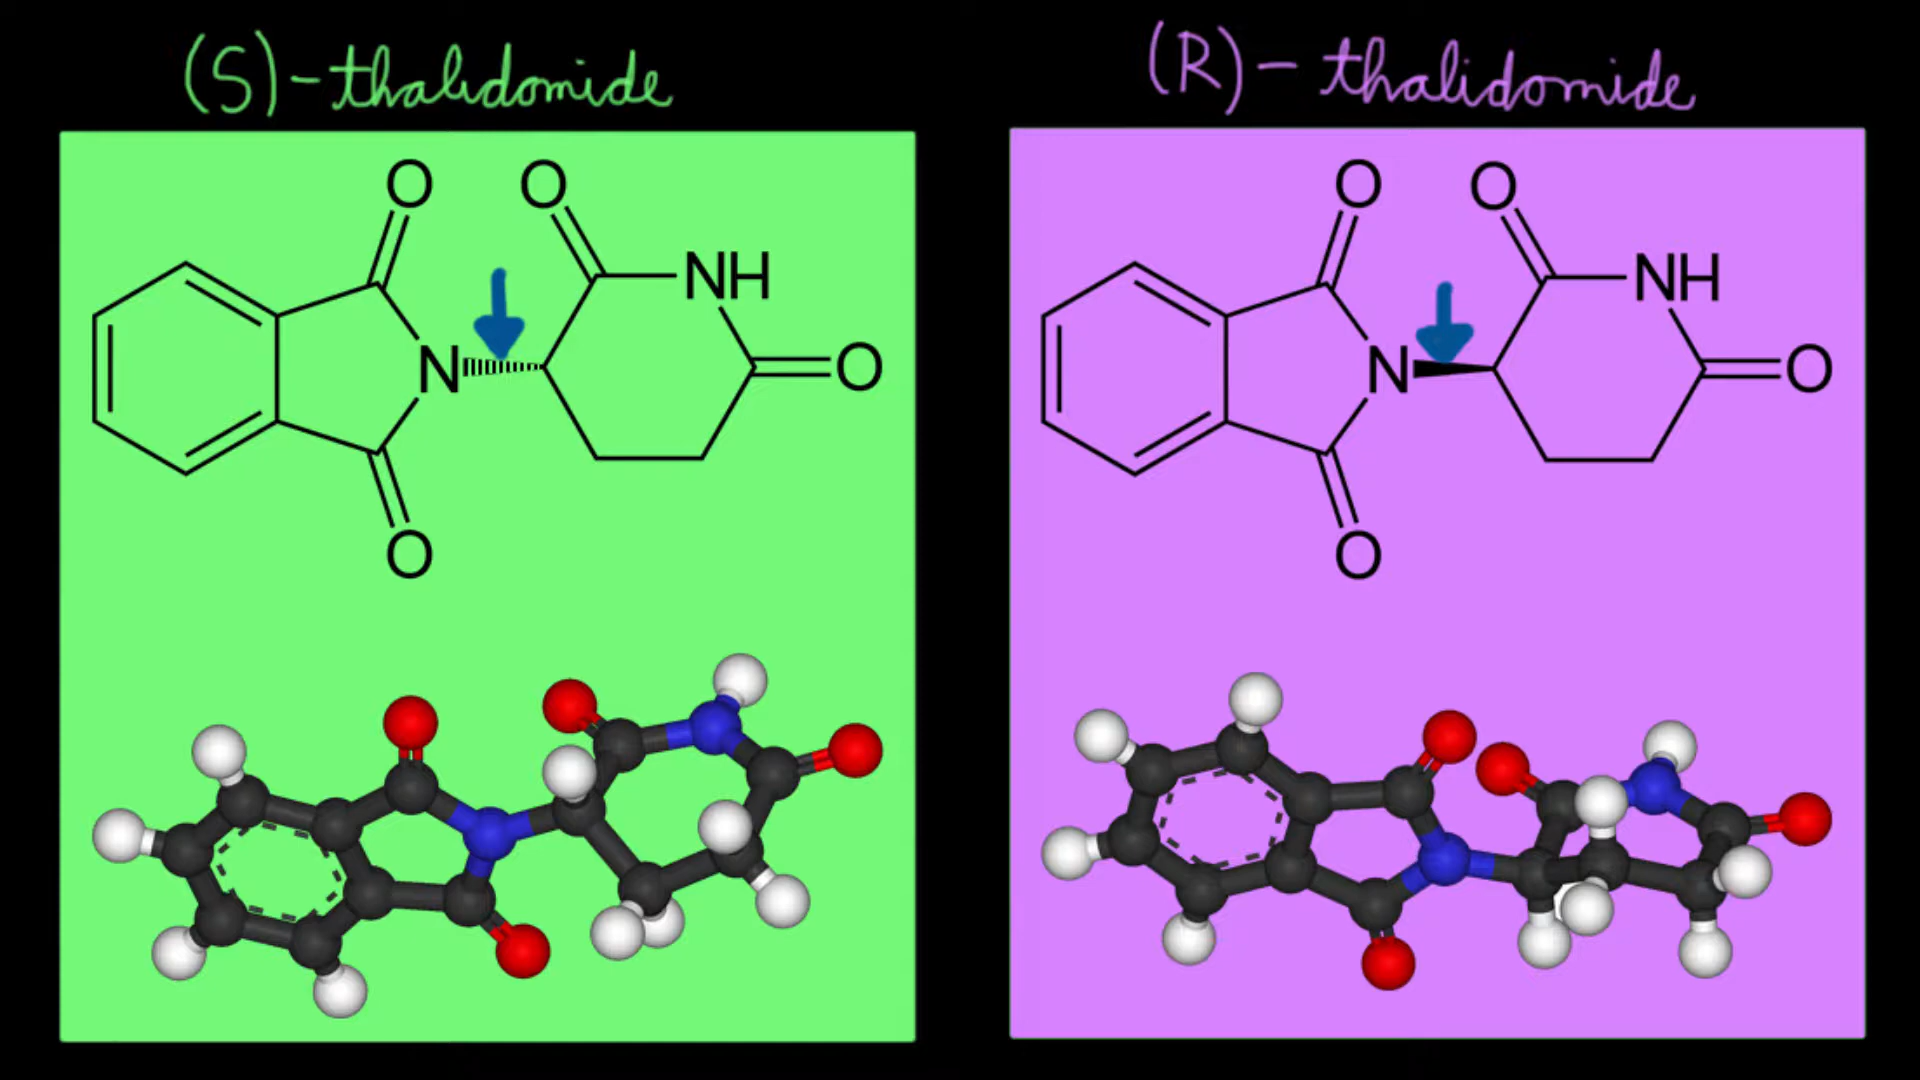 (S)-thalidomide
(R)-thalidomide
O O
NH
N
O
O
O O
NH
N
O
O